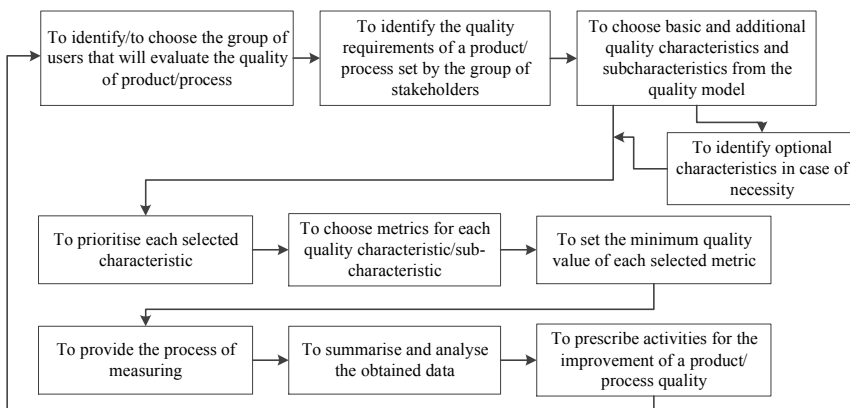 To identify/to choose the group of
users that will evaluate the quality
of product/process
To identify the quality
requirements of a product/
process set by the group of
stakeholders
To choose basic and additional
quality characteristics and
subcharacteristics from the
quality model
To identify optional
characteristics in case of
necessity
To prioritise each selected
characteristic
To choose metrics for each
quality characteristic/sub-
characteristic
To set the minimum quality
value of each selected metric
To provide the process of
measuring
To summarise and analyse
the obtained data
To prescribe activities for the
improvement of a product/
process quality